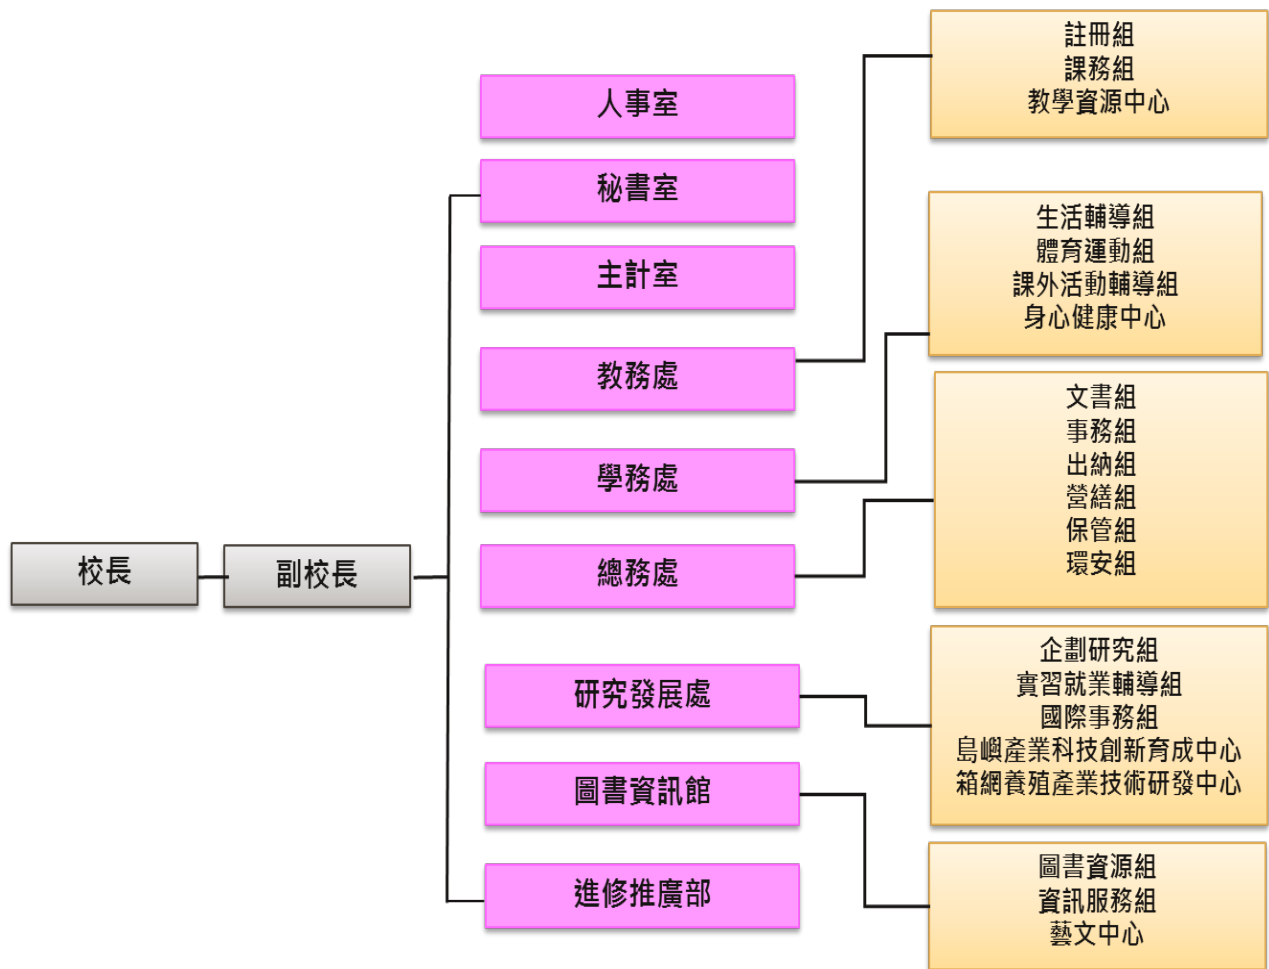 校長
副校長
人事室
秘書室
主計室
教務處
學務處
總務處
研究發展處
圖書資訊館
進修推廣部
註冊組
課務組
教學資源中心
生活輔導組
體育運動組
課外活動輔導組
身心健康中心
文書組
事務組
出納組
營繕組
保管組
環安組
企劃研究組
實習就業輔導組
國際事務組
島嶼產業科技創新育成中心
箱網養殖產業技術研發中心
圖書資源組
資訊服務組
藝文中心